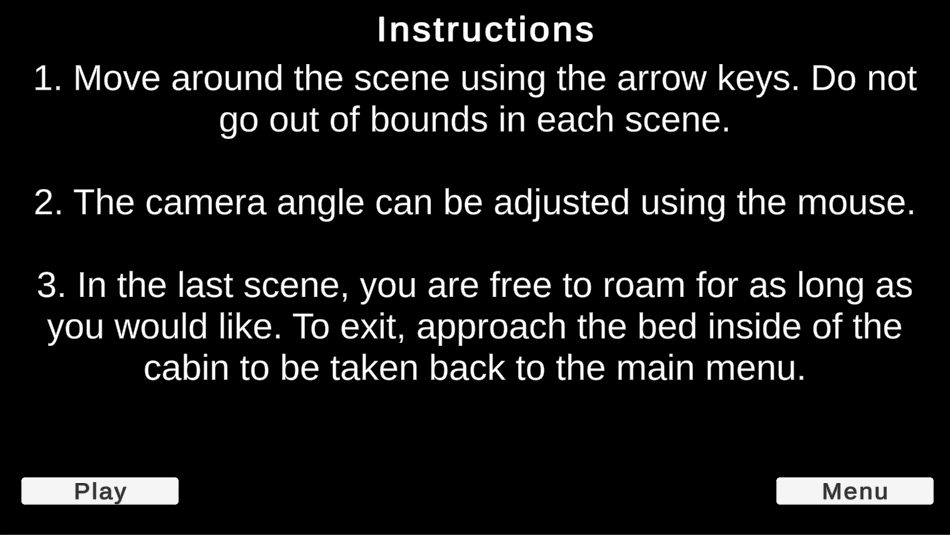 Instructions
1. Move around the scene using the arrow keys. Do not
go out of bounds in each scene.
2. The camera angle can be adjusted using the mouse.
3. In the last scene, you are free to roam for as long as
you would like. To exit, approach the bed inside of the
cabin to be taken back to the main menu.
Play
Menu